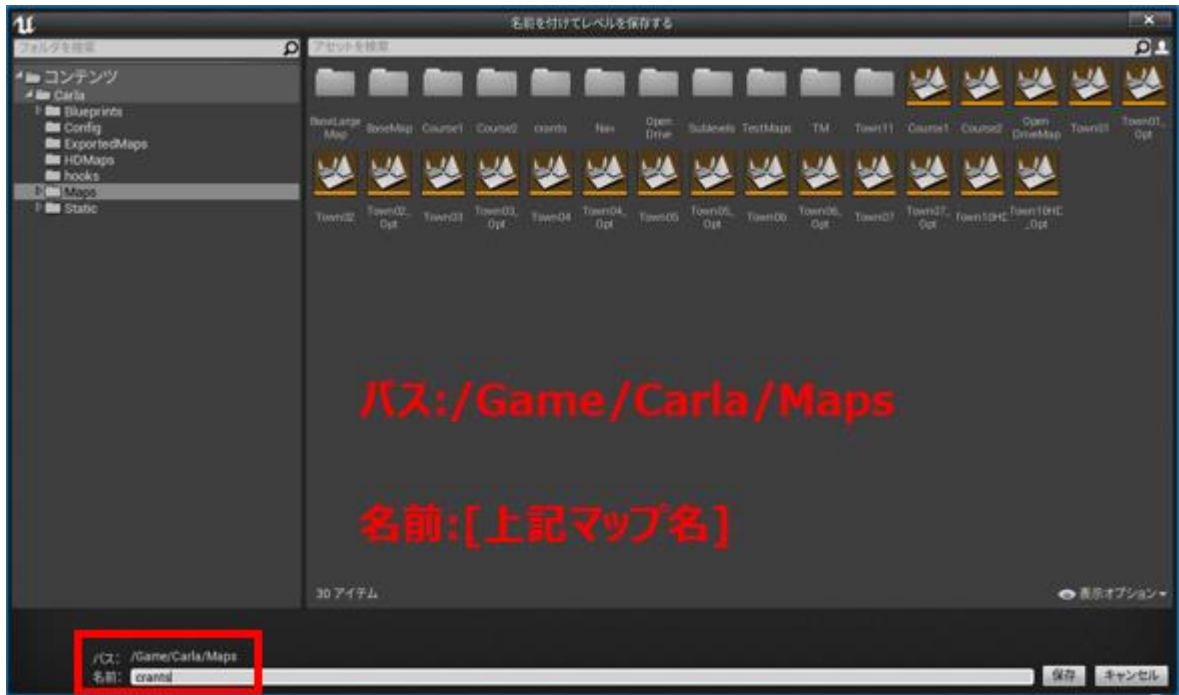 名前を付けてレベルを保存する
フォルダを検索
アセットを検索
コンテンツ
Carla
Blueprints
Config
ExportedMaps
HDMaps
hooks
Maps
Static
BaseLarge
Map
BaseMap
Course1
Course2
crants
Nav
Open
Drive
Sublevels
TestMaps
TM
Town11
Course1
Course2
Open
DriveMap
Town01
Town01_
Opt
Town02
Town02_
Opt
Town03
Town03_
Opt
Town04
Town04_
Opt
Town05
Town05_
Opt
Town06
Town06_
Opt
Town07
Town07_
Opt
Town10HD
Town10HD
_Opt
パス:/Game/Carla/Maps
名前:[上記マップ名]
30 アイテム
表示オプション
パス: /Game/Carla/Maps
名前: crants
保存
キャンセル